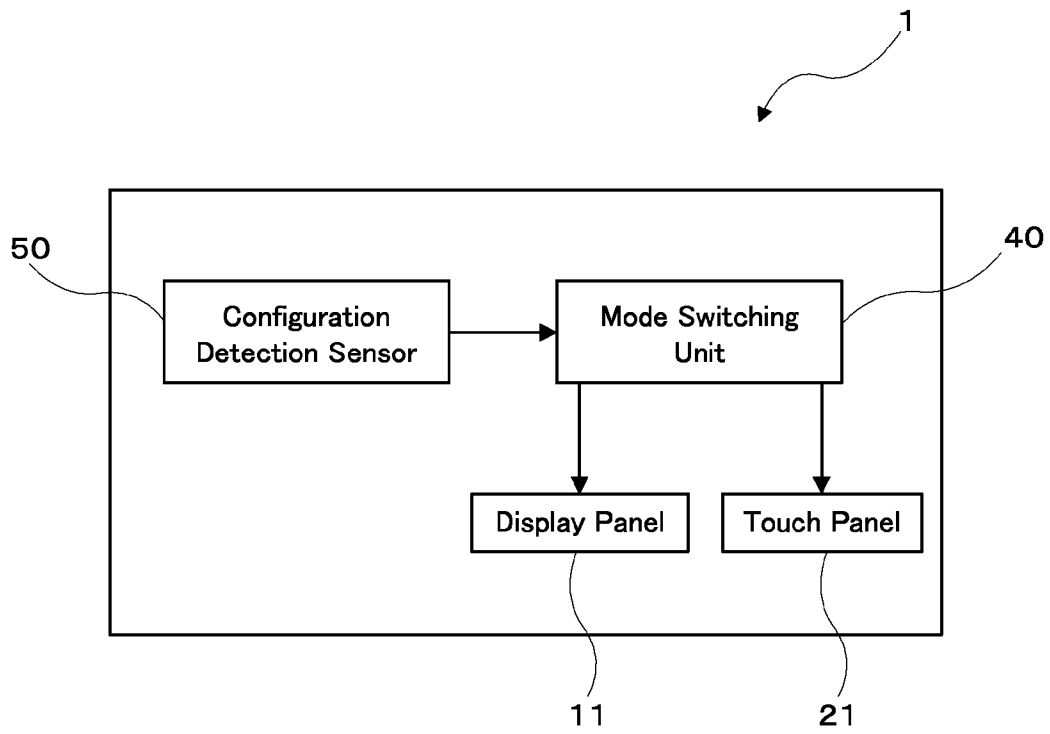 1
50
40
Configuration
Detection Sensor
Mode Switching
Unit
Display Panel
Touch Panel
11
21